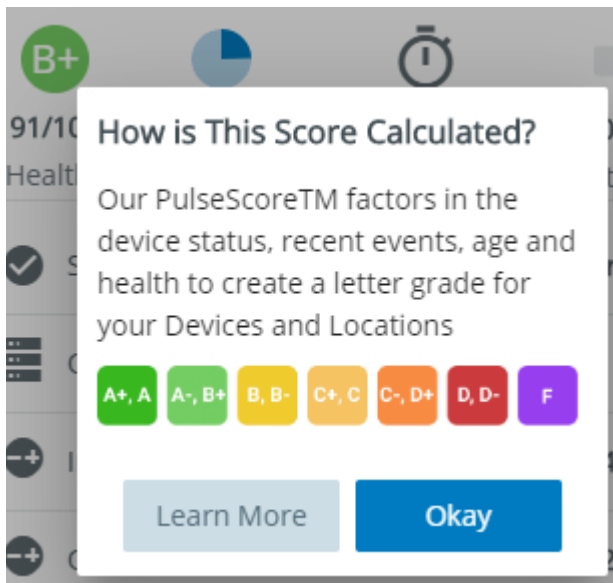 B+
91/10
How is This Score Calculated?
Our PulseScoreTM factors in the
device status, recent events, age and
health to create a letter grade for
your Devices and Locations
A+, A A-, B+ B, B- C+, C C-, D+ D, D- F
Learn More Okay